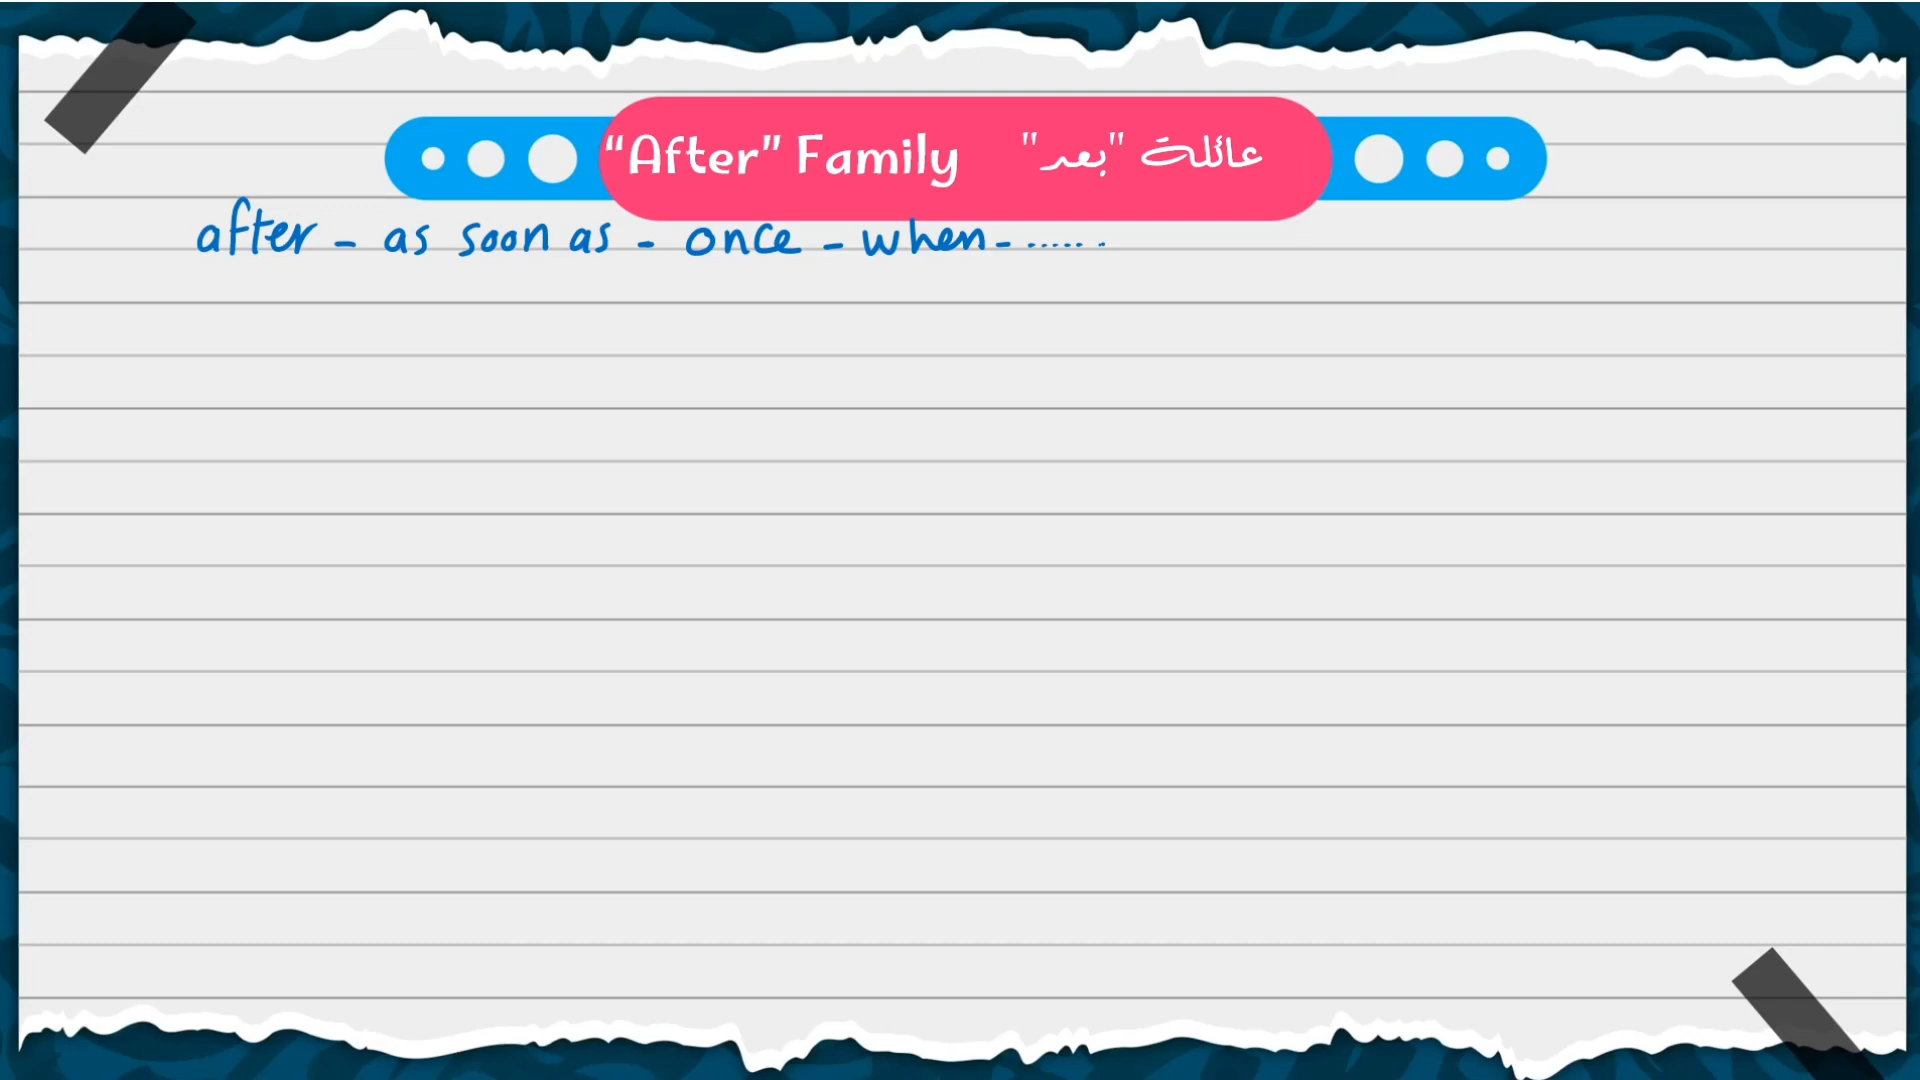 “After” Family عائلة "بعد"
after - as soon as - once - when - ......